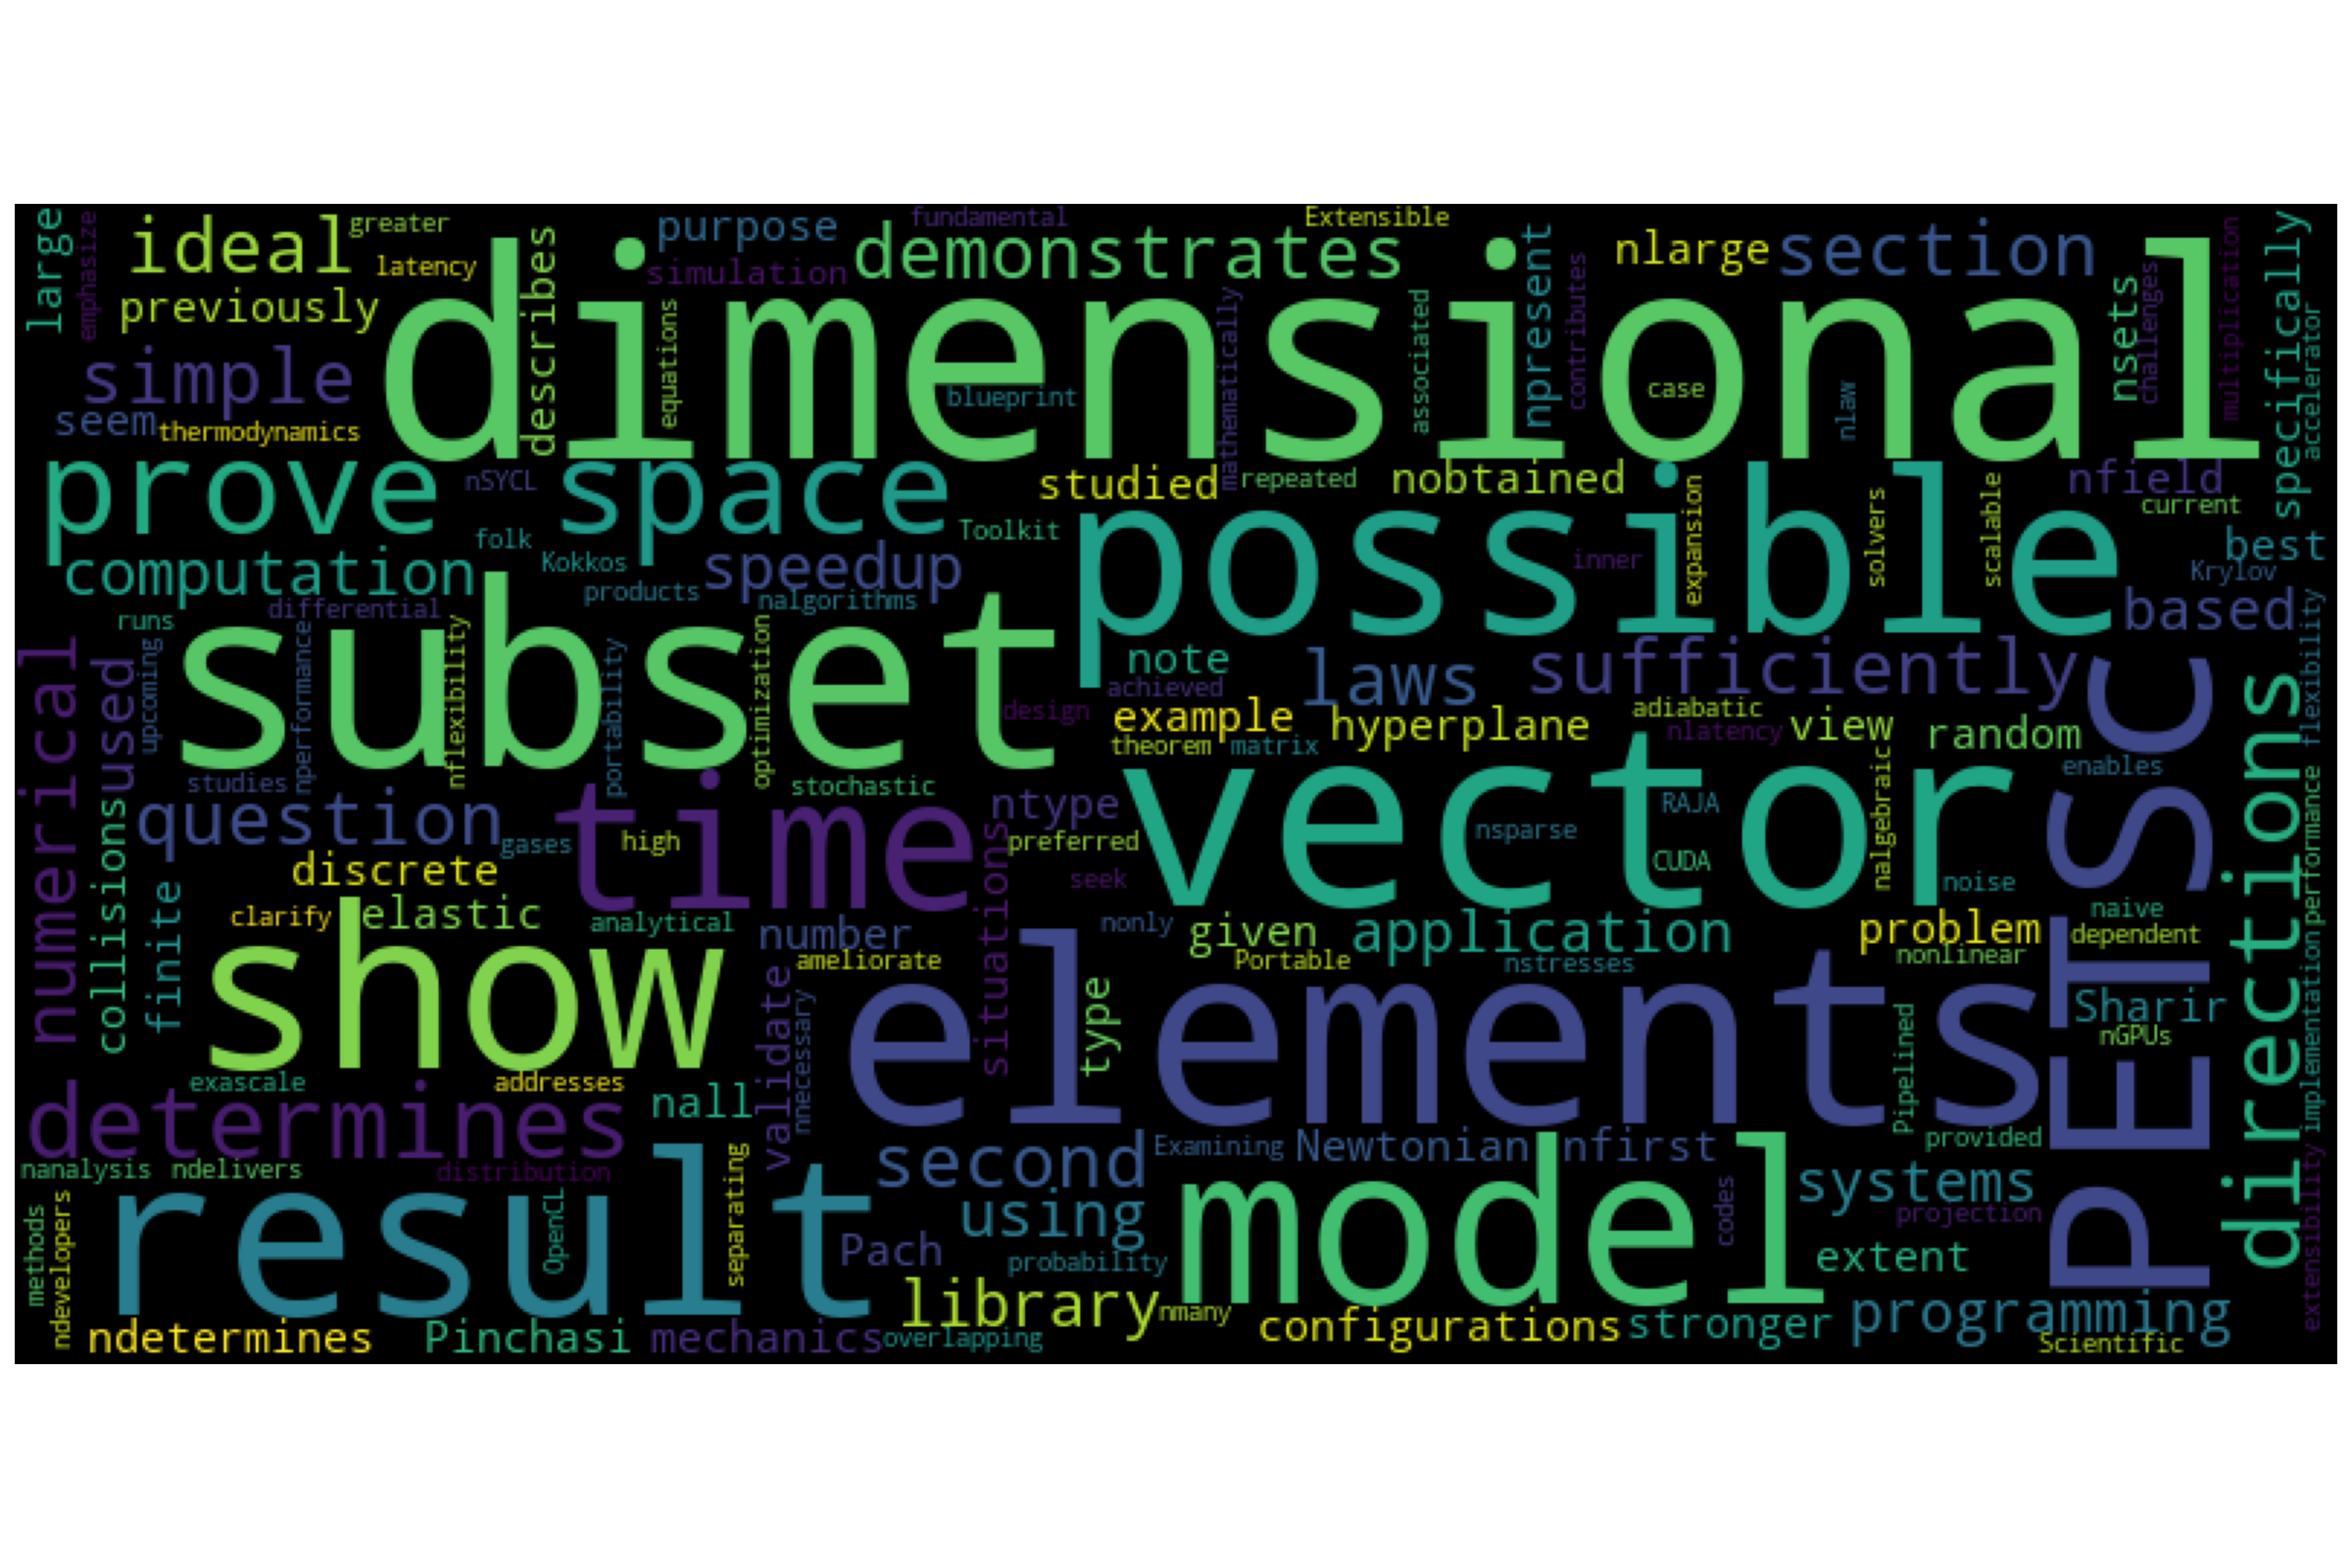 large
emphasize
ideal
greater
latency
previously
describes
purpose
simulation
fundamental
demonstrates
Extensible
npresent
contributes
nlarge
section
nsets
challenges
multiplication
specifically
accelerator
dimensional
simple
seem
thermodynamics
equations
blueprint
mathematically
associated
case
nlaw
prove
nSYCL
space
studied
repeated
nobtained
expansion
solvers
scalable
nfield
current
folk
Toolkit
Kokkos
possible
inner
best
Krylov
computation
speedup
products
nalgorithms
differential
runs
based
flexibility
numerical
used
upcoming
subset
nperformance
nflexibility
portability
optimization
note
achieved
laws
sufficiently
design
example
hyperplane
adiabatic
nlatency
view
random
theorem
matrix
PETSc
directions
studies
stochastic
enables
question
gases
time
high
ntype
preferred
vector
nsparse
RAJA
CUDA
nalgebraic
noise
seek
collisions
discrete
finite
clarify
elastic
analytical
number
ameliorate
situations
nonly
given
Portable
application
nstresses
problem
nonlinear
naive
dependent
performance
show
validate
nnecessary
elements
type
Pipelined
Sharir
nGPUs
implementation
exascale
addresses
determines
nall
second
Examining
Newtonian
nfirst
provided
nanalysis
ndelivers
distribution
separating
systems
projection
extensibility
methods
ndevelopers
result
OpenCL
Pach
using
probability
model
codes
extent
library
nmany
programming
ndetermines
Pinchasi
mechanics
overlapping
configurations
stronger
Scientific